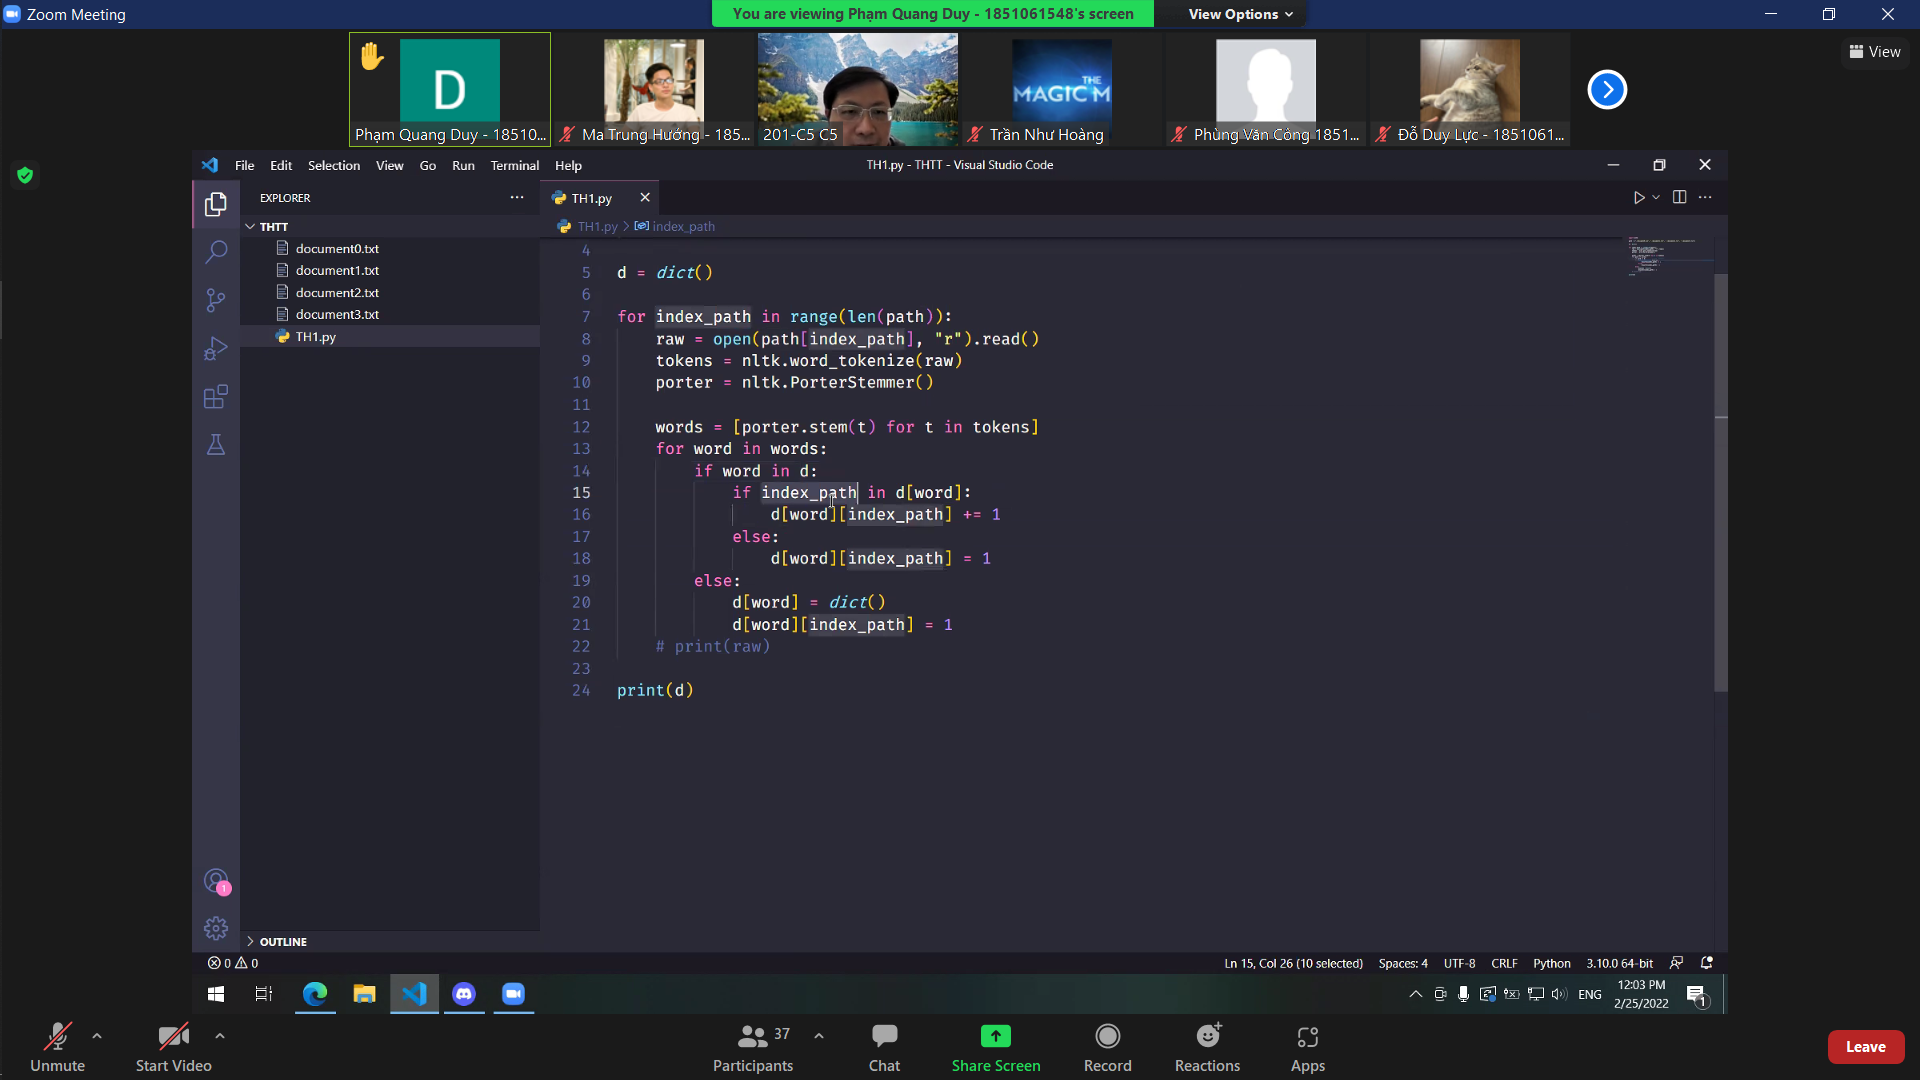 Zoom Meeting
You are viewing Phạm Quang Duy - 1851061548's screen
View Options
D
Phạm Quang Duy - 18510...
Ma Trung Hướng - 185...
201-C5 C5
THE
MAGIC M
Trần Như Hoàng
Phùng Văn Công 1851...
Đỗ Duy Lực - 1851061...
View
File Edit Selection View Go Run Terminal Help
TH1.py - THTT - Visual Studio Code
EXPLORER
TH1.py
THTT
TH1.py > index_path
document0.txt
document1.txt
document2.txt
document3.txt
TH1.py
4
5 d = dict()
6
7 for index_path in range(len(path)):
8 raw = open(path[index_path], "r").read()
9 tokens = nltk.word_tokenize(raw)
10 porter = nltk.PorterStemmer()
11
12 words = [porter.stem(t) for t in tokens]
13 for word in words:
14 if word in d:
15 if index_path in d[word]:
16 d[word][index_path] += 1
17 else:
18 d[word][index_path] = 1
19 else:
20 d[word] = dict()
21 d[word][index_path] = 1
22 # print(raw)
23
24 print(d)
1
OUTLINE
0 0
Ln 15, Col 26 (10 selected) Spaces: 4 UTF-8 CRLF Python 3.10.0 64-bit
ENG
12:03 PM
2/25/2022
1
Unmute
Start Video
37
Participants
Chat
Share Screen
Record
Reactions
Apps
Leave